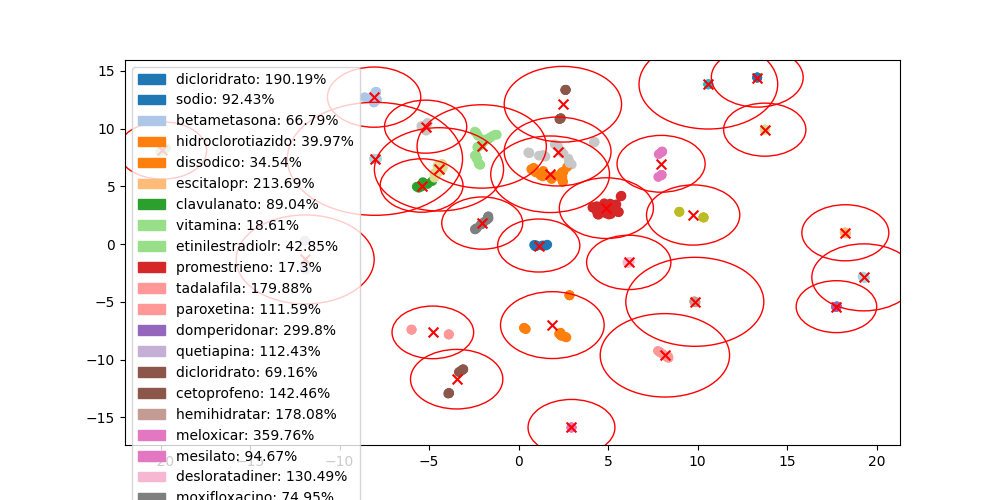 15
10
5
0
−5
−10
−15
dicloridrato: 190.19%
sodio: 92.43%
betametasona: 66.79%
hidroclorotiazido: 39.97%
dissodico: 34.54%
escitalopr: 213.69%
clavulanato: 89.04%
vitamina: 18.61%
etinilestradiolr: 42.85%
promestrieno: 17.3%
tadalafila: 179.88%
paroxetina: 111.59%
domperidonar: 299.8%
quetiapina: 112.43%
dicloridrato: 69.16%
cetoprofeno: 142.46%
hemihidratar: 178.08%
meloxicar: 359.76%
mesilato: 94.67%
desloratadiner: 130.49%
moxifloxacino: 74.95%
−20 −15 −10 −5 0 5 10 15 20